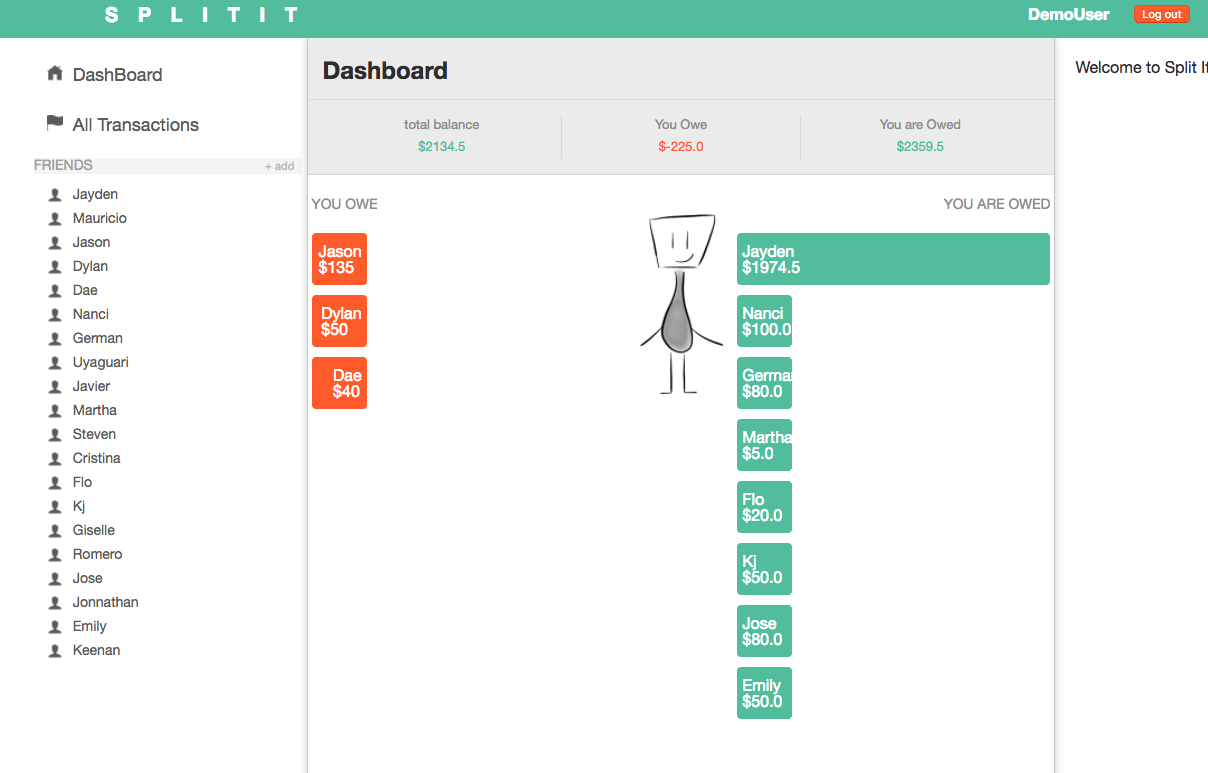 S P L I T I T
DemoUser
Log out
DashBoard
All Transactions
FRIENDS
+ add
Jayden
Mauricio
Jason
Dylan
Dae
Nanci
German
Uyaguari
Javier
Martha
Steven
Cristina
Flo
Kj
Giselle
Romero
Jose
Jonnathan
Emily
Keenan
Dashboard
total balance
$2134.5
You Owe
$-225.0
You are Owed
$2359.5
YOU OWE
Jason
$135
Dylan
$50
Dae
$40
YOU ARE OWED
Jayden
$1974.5
Nanci
$100.0
German
$80.0
Martha
$5.0
Flo
$20.0
Kj
$50.0
Jose
$80.0
Emily
$50.0
Welcome to Split It